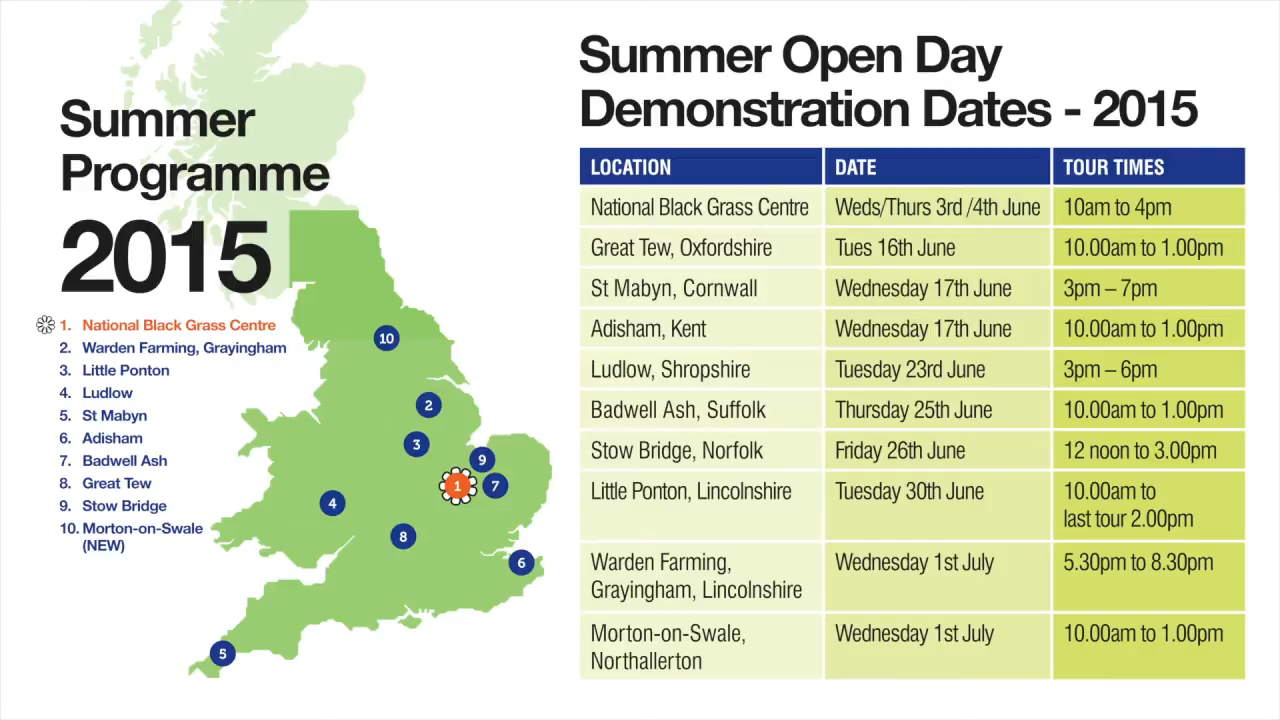 Summer
Programme
2015
1. National Black Grass Centre
2. Warden Farming, Grayingham
3. Little Ponton
4. Ludlow
5. St Mabyn
6. Adisham
7. Badwell Ash
8. Great Tew
9. Stow Bridge
10. Morton-on-Swale
(NEW)
10
2
3
9
1
7
4
8
6
5
Summer Open Day
Demonstration Dates - 2015
LOCATION DATE TOUR TIMES
National Black Grass Centre Weds/Thurs 3rd /4th June 10am to 4pm
Great Tew, Oxfordshire Tues 16th June 10.00am to 1.00pm
St Mabyn, Cornwall Wednesday 17th June 3pm – 7pm
Adisham, Kent Wednesday 17th June 10.00am to 1.00pm
Ludlow, Shropshire Tuesday 23rd June 3pm – 6pm
Badwell Ash, Suffolk Thursday 25th June 10.00am to 1.00pm
Stow Bridge, Norfolk Friday 26th June 12 noon to 3.00pm
Little Ponton, Lincolnshire Tuesday 30th June 10.00am to
last tour 2.00pm
Warden Farming, Wednesday 1st July 5.30pm to 8.30pm
Grayingham, Lincolnshire
Morton-on-Swale, Wednesday 1st July 10.00am to 1.00pm
Northallerton